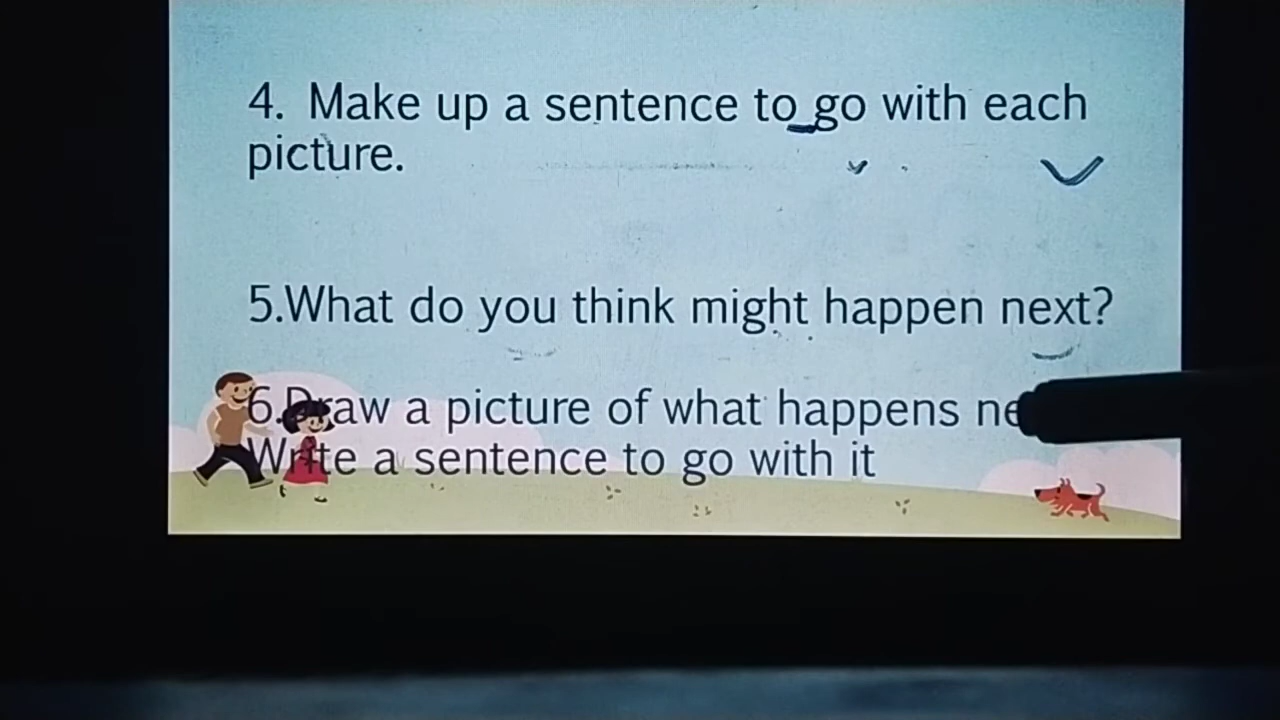 4. Make up a sentence to go with each
picture.
5.What do you think might happen next?
6.Draw a picture of what happens
Write a sentence to go with it